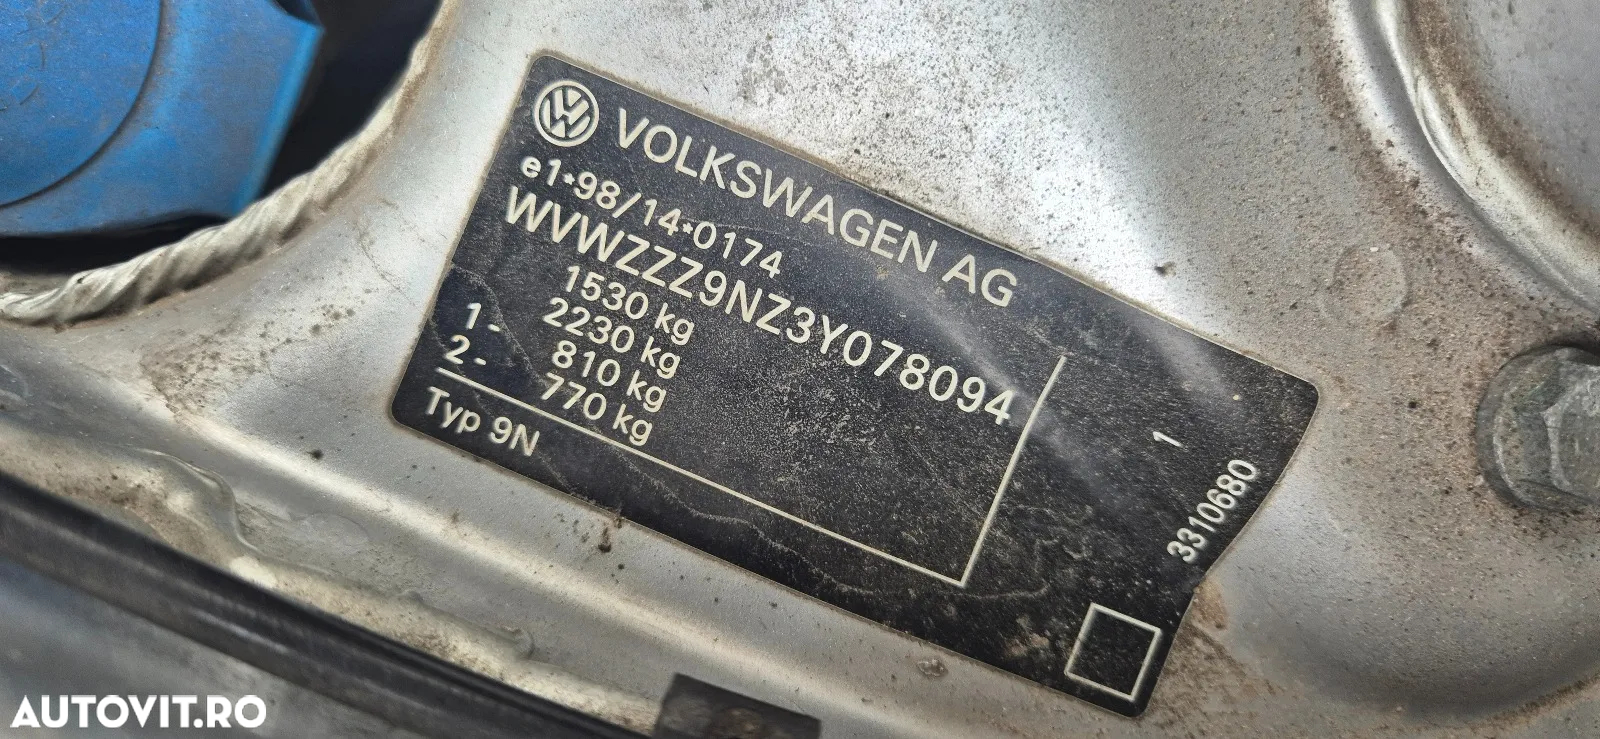 VOLKSWAGEN AG
e1*98/14*0174
WVWZZZ9NZ3Y078094
1530 kg
2230 kg
1- 810 kg
2- 770 kg
Typ 9N
1
3310680
AUTOVIT.RO